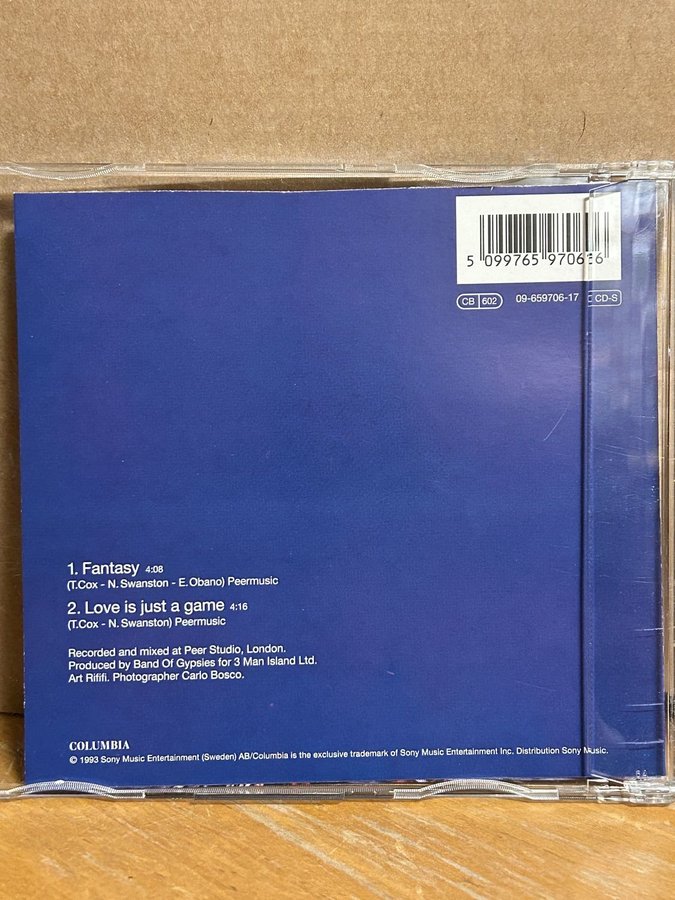 5 099765 970616
CB 602 09-659706-17 CD-S
1. Fantasy 4:08
(T.Cox - N. Swanston - E. Obano) Peermusic
2. Love is just a game 4:16
(T.Cox - N. Swanston) Peermusic
Recorded and mixed at Peer Studio, London.
Produced by Band Of Gypsies for 3 Man Island Ltd.
Art Rififi. Photographer Carlo Bosco.
COLUMBIA
© 1993 Sony Music Entertainment (Sweden) AB/Columbia is the exclusive trademark of Sony Music Entertainment Inc. Distribution Sony Music.